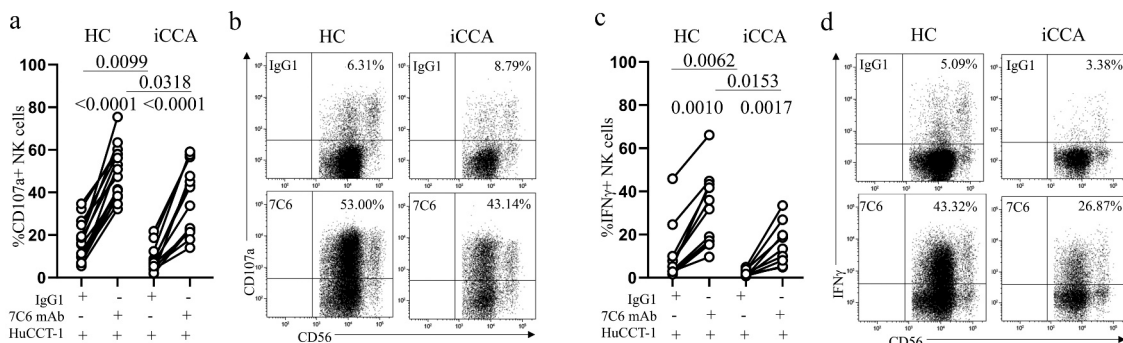 a
HC iCCA
0.0099
0.0318
<0.0001 <0.0001
%CD107a+ NK cells
100
80
60
40
20
0
IgG1 + - + -
7C6 mAb - + - +
HuCCT-1 + + + +
b
HC iCCA
IgG1 6.31%
IgG1 8.79%
7C6 53.00%
7C6 43.14%
CD107a
CD56
c
HC iCCA
0.0062
0.0153
0.0010 0.0017
%IFNγ+ NK cells
100
80
60
40
20
0
IgG1 + - + -
7C6 mAb - + - +
HuCCT-1 + + + +
d
HC iCCA
IgG1 5.09%
IgG1 3.38%
7C6 43.32%
7C6 26.87%
IFNγ
CD56